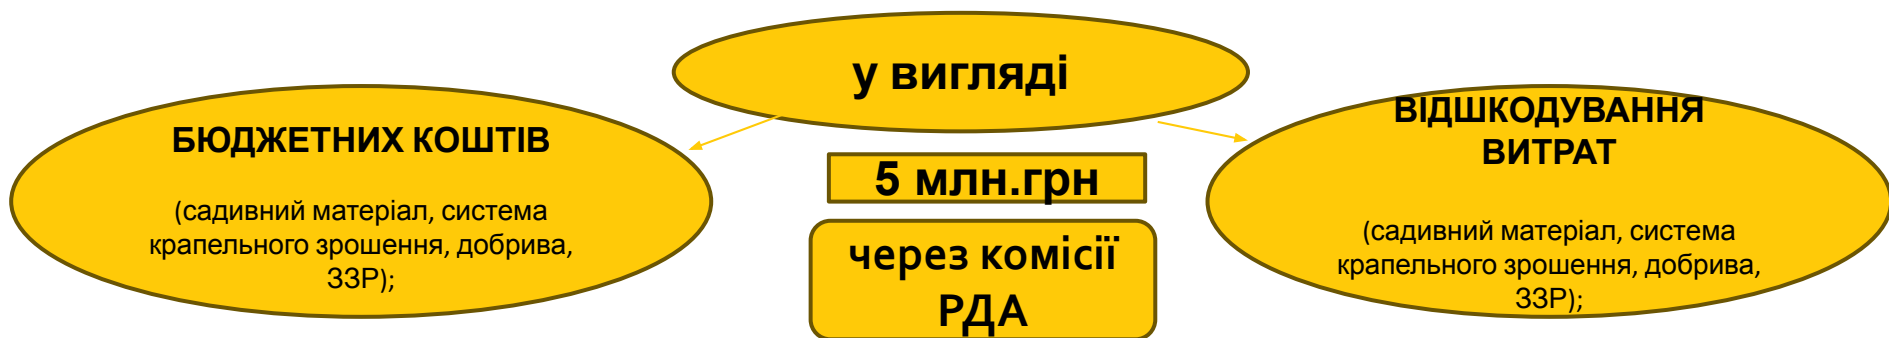 у вигляді
БЮДЖЕТНИХ КОШТІВ
(садивний матеріал, система
крапельного зрошення, добрива,
ЗЗР);
5 млн.грн
через комісії
РДА
ВІДШКОДУВАННЯ
ВИТРАТ
(садивний матеріал, система
крапельного зрошення, добрива,
ЗЗР);